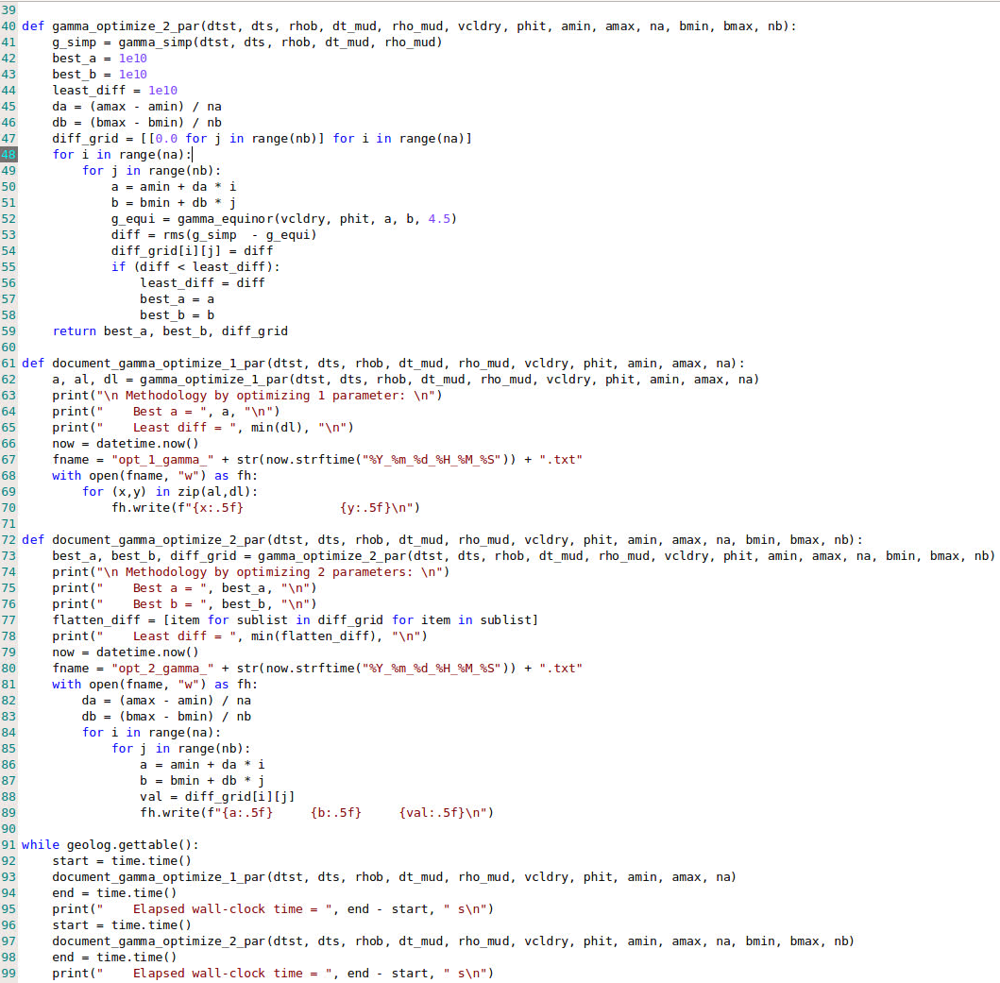 39
40 def gamma_optimize_2_par(dtst, dts, rhob, dt_mud, rho_mud, vcldry, phit, amin, amax, na, bmin, bmax, nb):
41     g_simp = gamma_simp(dtst, dts, rhob, dt_mud, rho_mud)
42     best_a = 1e10
43     best_b = 1e10
44     least_diff = 1e10
45     da = (amax - amin) / na
46     db = (bmax - bmin) / nb
47     diff_grid = [[0.0 for j in range(nb)] for i in range(na)]
48     for i in range(na):
49         for j in range(nb):
50             a = amin + da * i
51             b = bmin + db * j
52             g_equi = gamma_equinor(vcldry, phit, a, b, 4.5)
53             diff = rms(g_simp  - g_equi)
54             diff_grid[i][j] = diff
55             if (diff < least_diff):
56                 least_diff = diff
57                 best_a = a
58                 best_b = b
59     return best_a, best_b, diff_grid
60
61 def document_gamma_optimize_1_par(dtst, dts, rhob, dt_mud, rho_mud, vcldry, phit, amin, amax, na):
62     a, al, dl = gamma_optimize_1_par(dtst, dts, rhob, dt_mud, rho_mud, vcldry, phit, amin, amax, na)
63     print("\n Methodology by optimizing 1 parameter: \n")
64     print("    Best a = ", a, "\n")
65     print("    Least diff = ", min(dl), "\n")
66     now = datetime.now()
67     fname = "opt_1_gamma_" + str(now.strftime("%Y_%m_%d_%H_%M_%S")) + ".txt"
68     with open(fname, "w") as fh:
69         for (x,y) in zip(al,dl):
70             fh.write(f"{x:.5f}             {y:.5f}\n")
71
72 def document_gamma_optimize_2_par(dtst, dts, rhob, dt_mud, rho_mud, vcldry, phit, amin, amax, na, bmin, bmax, nb):
73     best_a, best_b, diff_grid = gamma_optimize_2_par(dtst, dts, rhob, dt_mud, rho_mud, vcldry, phit, amin, amax, na, bmin, bmax, nb)
74     print("\n Methodology by optimizing 2 parameters: \n")
75     print("    Best a = ", best_a, "\n")
76     print("    Best b = ", best_b, "\n")
77     flatten_diff = [item for sublist in diff_grid for item in sublist]
78     print("    Least diff = ", min(flatten_diff), "\n")
79     now = datetime.now()
80     fname = "opt_2_gamma_" + str(now.strftime("%Y_%m_%d_%H_%M_%S")) + ".txt"
81     with open(fname, "w") as fh:
82         da = (amax - amin) / na
83         db = (bmax - bmin) / nb
84         for i in range(na):
85             for j in range(nb):
86                 a = amin + da * i
87                 b = bmin + db * j
88                 val = diff_grid[i][j]
89                 fh.write(f"{a:.5f}     {b:.5f}     {val:.5f}\n")
90
91 while geolog.gettable():
92     start = time.time()
93     document_gamma_optimize_1_par(dtst, dts, rhob, dt_mud, rho_mud, vcldry, phit, amin, amax, na)
94     end = time.time()
95     print("    Elapsed wall-clock time = ", end - start, " s\n")
96     start = time.time()
97     document_gamma_optimize_2_par(dtst, dts, rhob, dt_mud, rho_mud, vcldry, phit, amin, amax, na, bmin, bmax, nb)
98     end = time.time()
99     print("    Elapsed wall-clock time = ", end - start, " s\n")